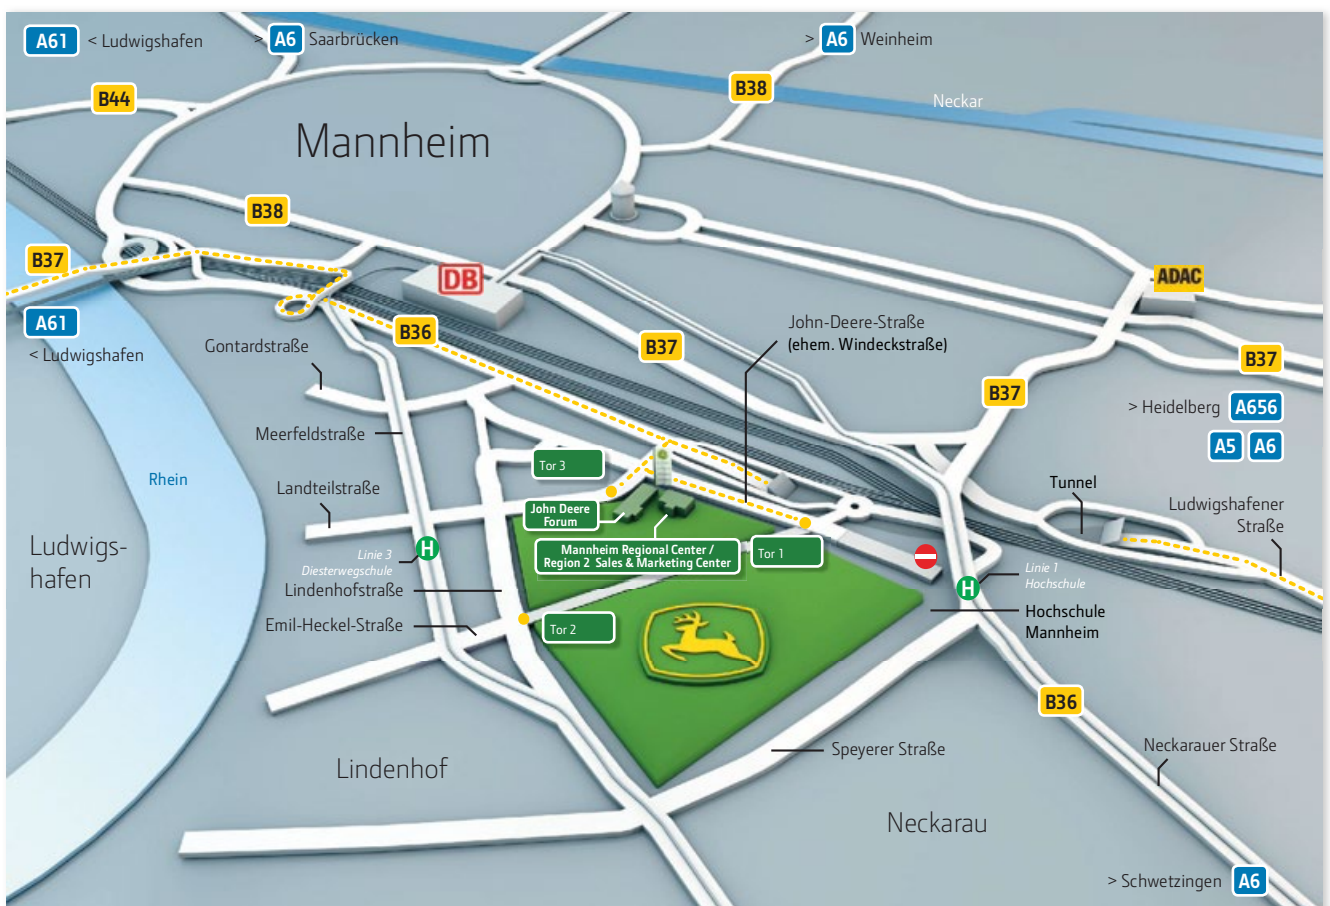 A61 < Ludwigshafen
> A6 Saarbrücken
> A6 Weinheim
B44
B38
Neckar
Mannheim
B38
B37
DB
ADAC
A61
< Ludwigshafen
B36
Gontardstraße
B37
John-Deere-Straße
(ehem. Windeckstraße)
B37
B37
> Heidelberg A656
A5 A6
Meerfeldstraße
Rhein
Landteilstraße
Tor 3
Tunnel
Ludwigshafener
Straße
John Deere
Forum
Ludwigs-
hafen
Linie 3
Diesterwegschule
H
Mannheim Regional Center /
Region 2 Sales & Marketing Center
Tor 1
Lindenhofstraße
Linie 1
Hochschule
H
Emil-Heckel-Straße
Tor 2
Hochschule
Mannheim
B36
Speyerer Straße
Neckarauer Straße
Lindenhof
Neckarau
> Schwetzingen A6